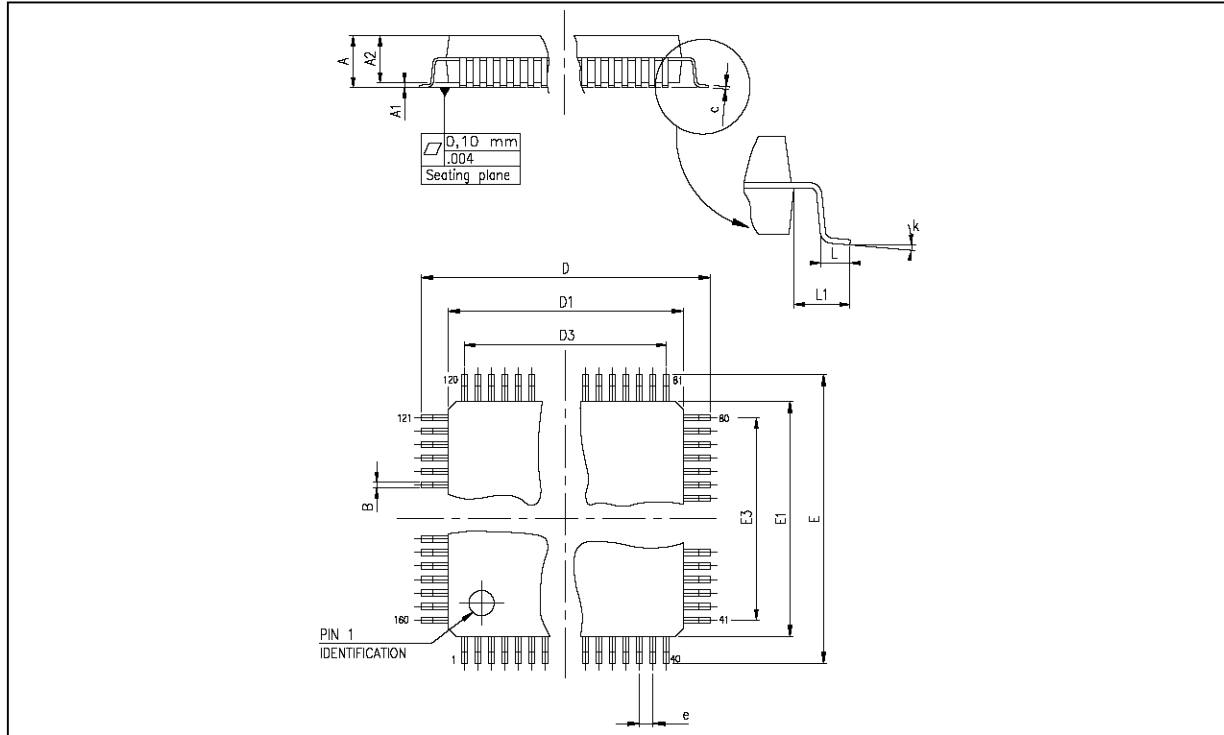 A
A2
A1
c
0,10 mm
.004
Seating plane
k
L
L1
D
D1
D3
120
81
121
80
B
E3
E1
E
160
41
PIN 1
IDENTIFICATION
1
40
e